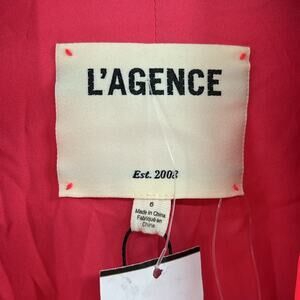 L'AGENCE
Est. 2008
6
Made in China
Fabriqué en
Chine